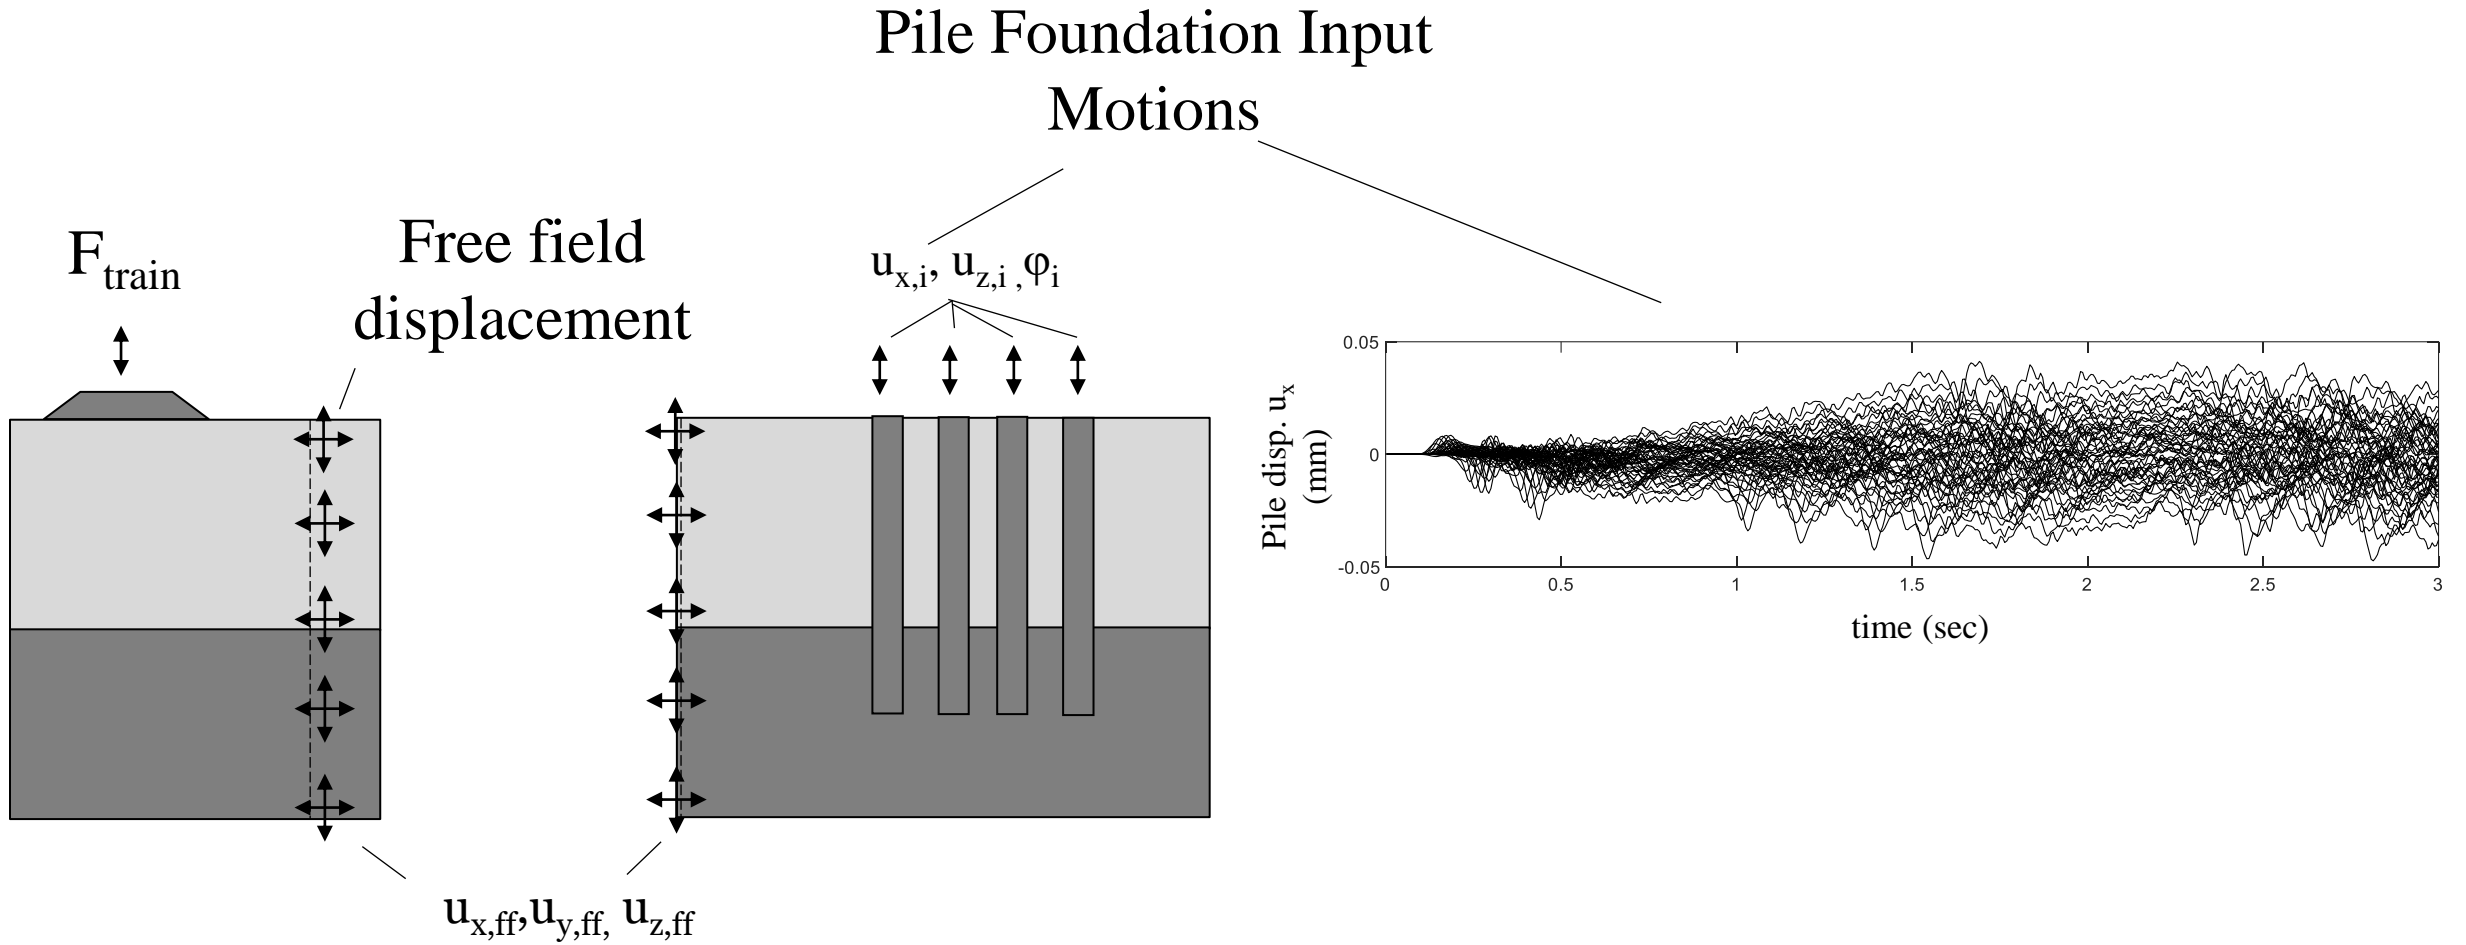 Pile Foundation Input
Motions
F_train
Free field
displacement
u_x,i, u_z,i , φ_i
u_x,ff,u_y,ff, u_z,ff
Pile disp. u_x
(mm)
0.05
0
-0.05
0 0.5 1 1.5 2 2.5 3
time (sec)